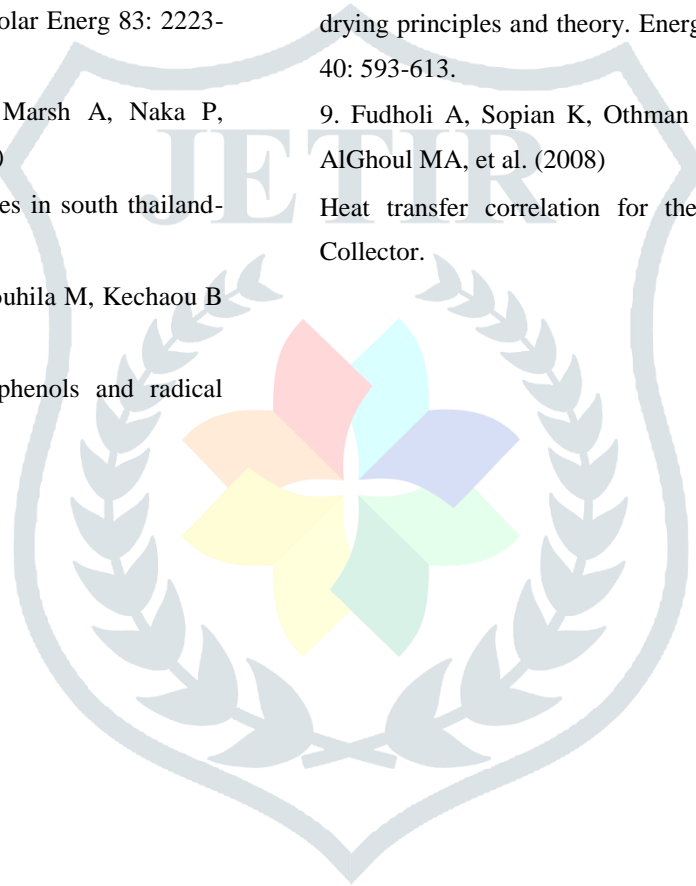 olar Energ 83: 2223-
Marsh A, Naka P,
)
es in south thailand-
ouhila M, Kechaou B
phenols and radical
drying principles and theory. Energ
40: 593-613.
9. Fudholi A, Sopian K, Othman
AlGhoul MA, et al. (2008)
Heat transfer correlation for the
Collector.
JETIR